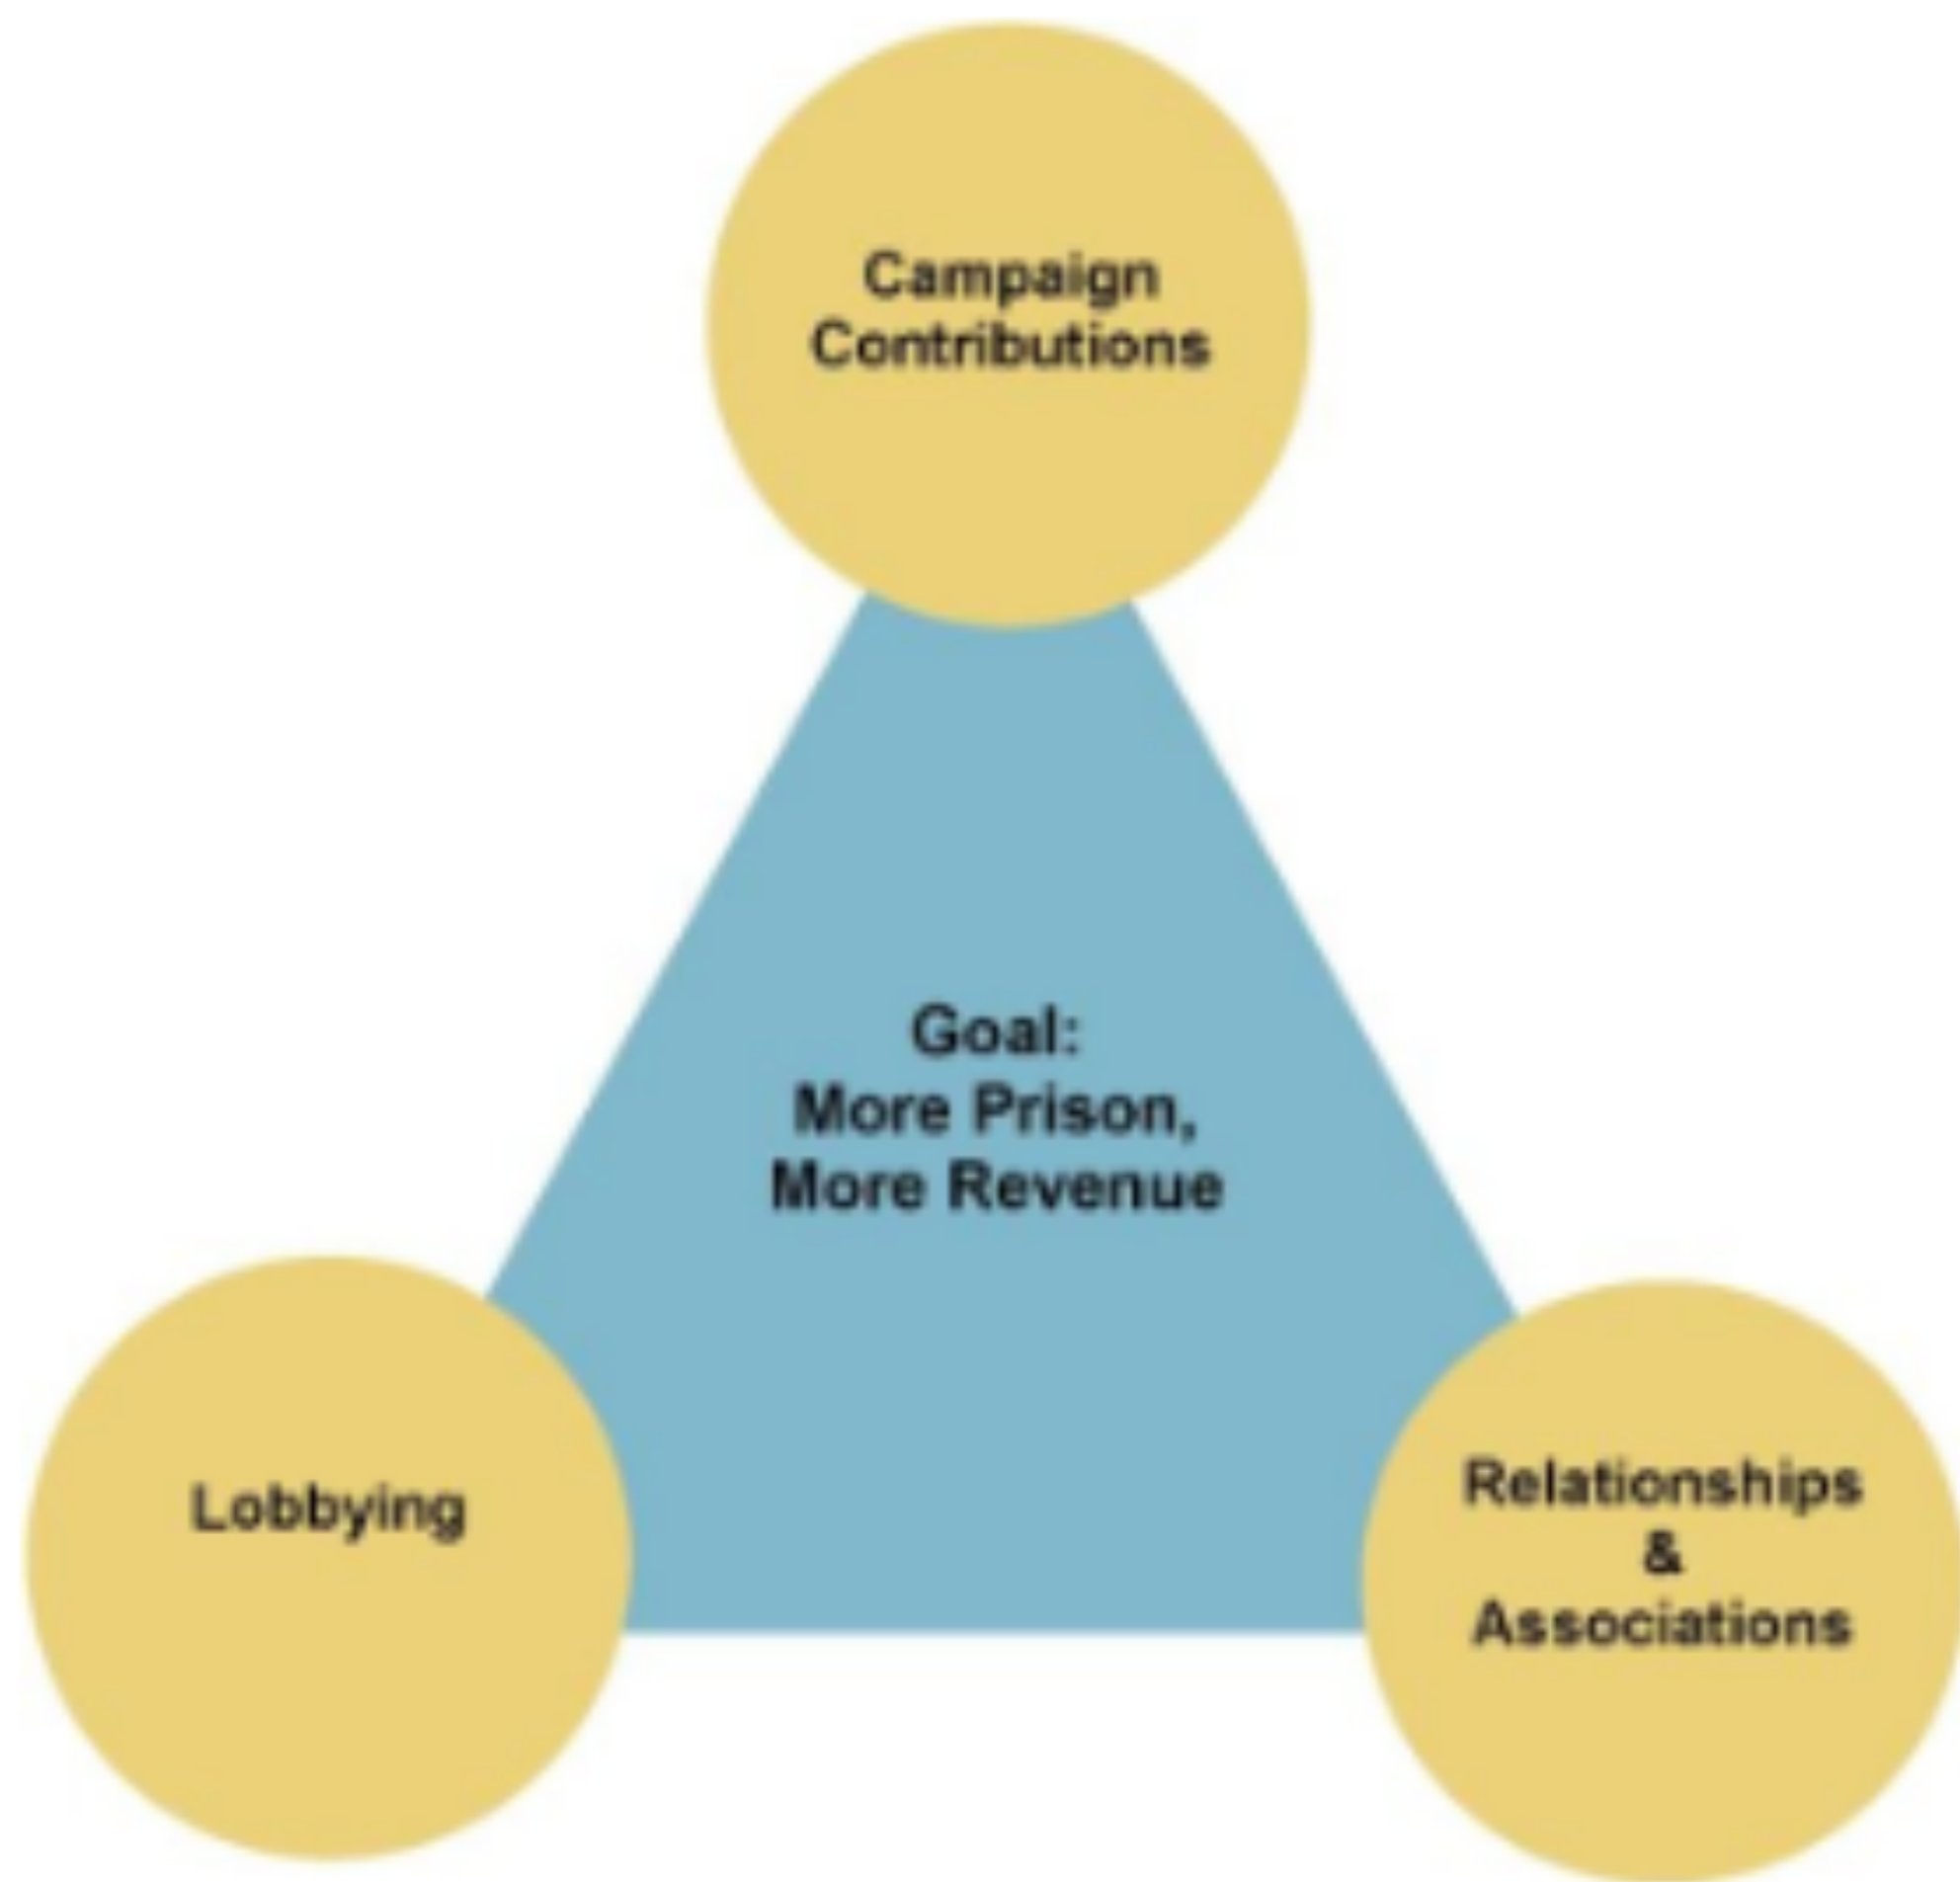 Campaign
Contributions
Goal:
More Prison,
More Revenue
Lobbying
Relationships
&
Associations